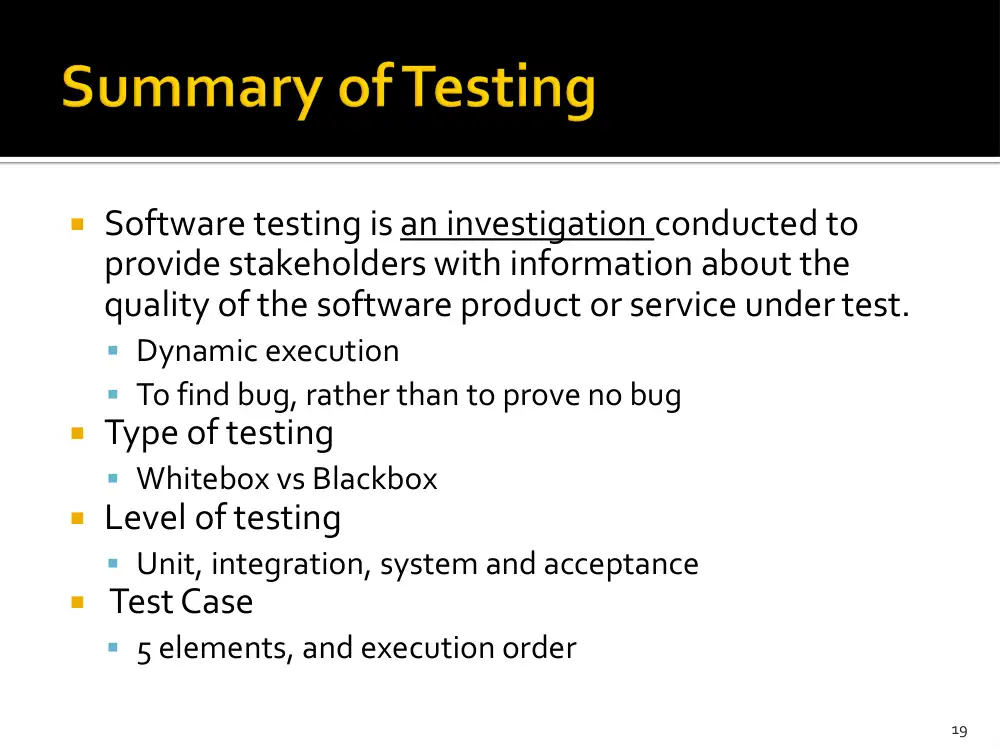 Summary of Testing
Software testing is an investigation conducted to
provide stakeholders with information about the
quality of the software product or service under test.
Dynamic execution
To find bug, rather than to prove no bug
Type of testing
Whitebox vs Blackbox
Level of testing
Unit, integration, system and acceptance
Test Case
5 elements, and execution order
19